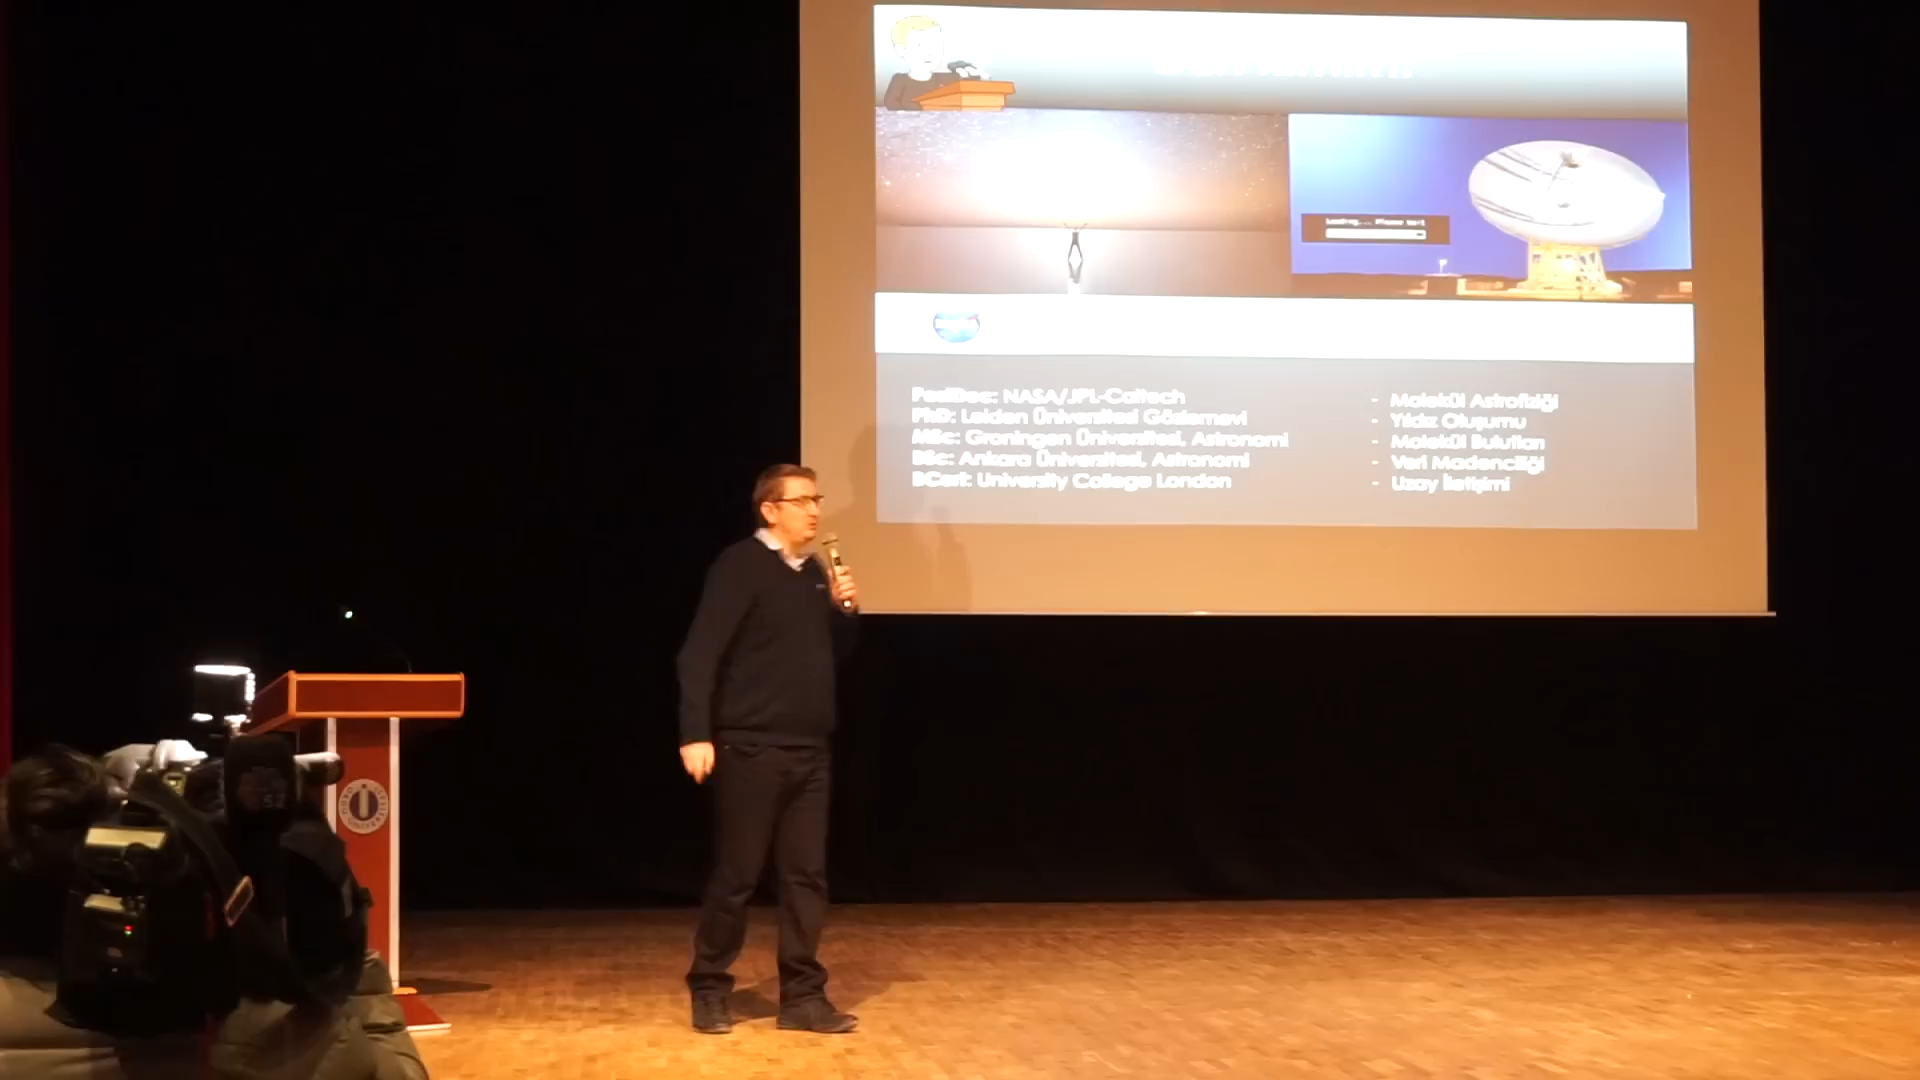 PostDoc: NASA/JPL-Caltech
PhD: Leiden Üniversitesi Gözlemevi
MSc: Groningen Üniversitesi, Astronomi
BSc: Ankara Üniversitesi, Astronomi
BCert: University College London
- Molekül Astrofiziği
- Yıldız Oluşumu
- Molekül Bulutları
- Veri Madenciliği
- Uzay İletişimi